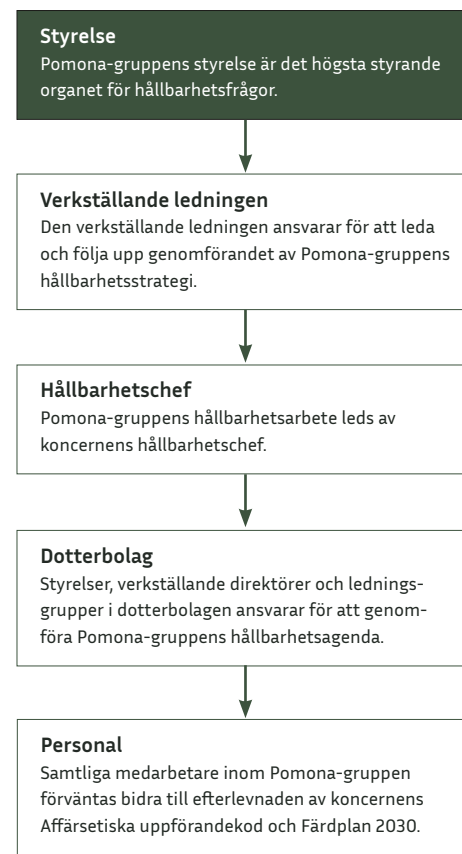 Styrelse
Pomona-gruppens styrelse är det högsta styrande
organet för hållbarhetsfrågor.
Verkställande ledningen
Den verkställande ledningen ansvarar för att leda
och följa upp genomförandet av Pomona-gruppens
hållbarhetsstrategi.
Hållbarhetschef
Pomona-gruppens hållbarhetsarbete leds av
koncernens hållbarhetschef.
Dotterbolag
Styrelser, verkställande direktörer och lednings-
grupper i dotterbolagen ansvarar för att genom-
föra Pomona-gruppens hållbarhetsagenda.
Personal
Samtliga medarbetare inom Pomona-gruppen
förväntas bidra till efterlevnaden av koncernens
Affärsetiska uppförandekod och Färdplan 2030.